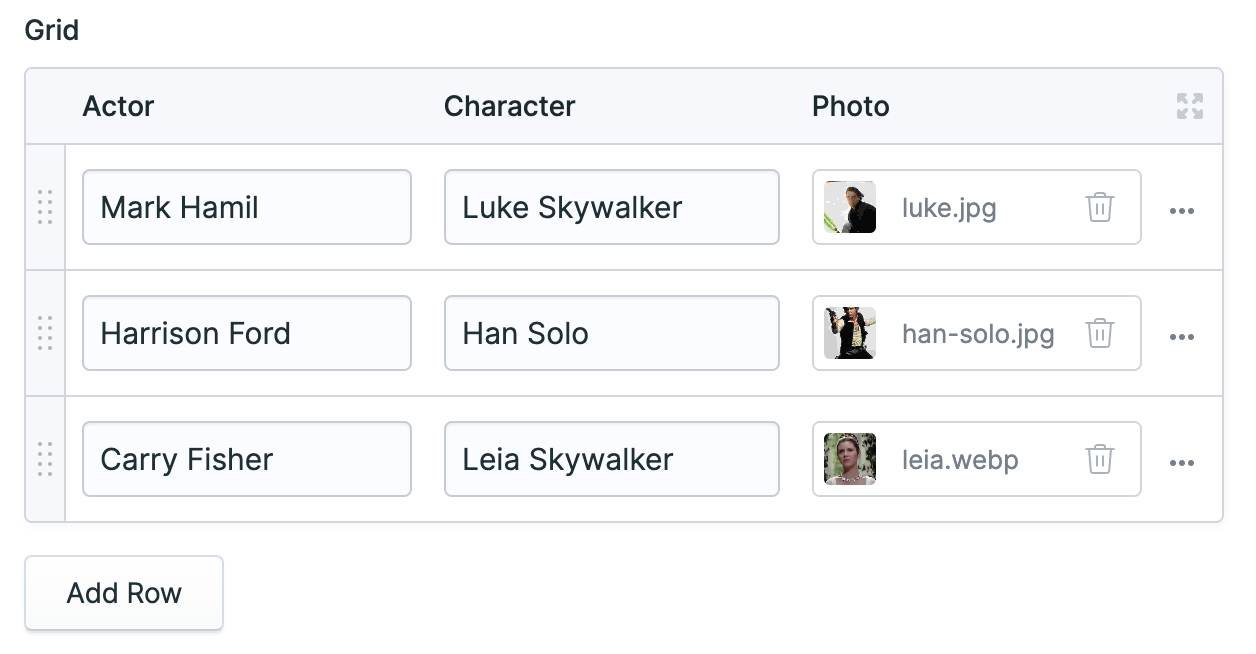 Grid
Actor Character Photo
Mark Hamil Luke Skywalker luke.jpg
Harrison Ford Han Solo han-solo.jpg
Carry Fisher Leia Skywalker leia.webp
Add Row